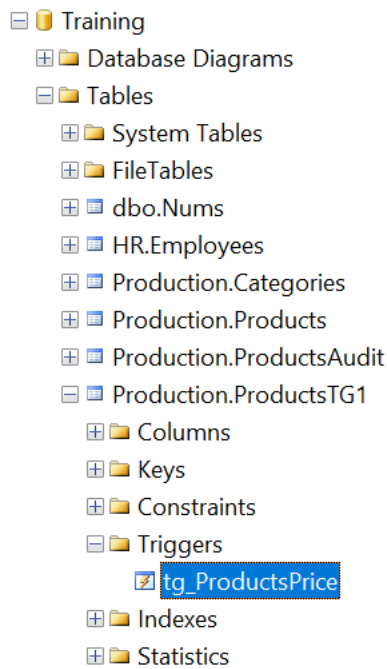 Training
Database Diagrams
Tables
System Tables
FileTables
dbo.Nums
HR.Employees
Production.Categories
Production.Products
Production.ProductsAudit
Production.ProductsTG1
Columns
Keys
Constraints
Triggers
tg_ProductsPrice
Indexes
Statistics